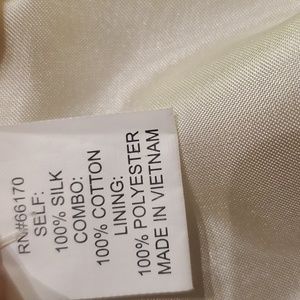 RN#66170
SELF:
100% SILK
COMBO:
100% COTTON
LINING:
100% POLYESTER
MADE IN VIETNAM